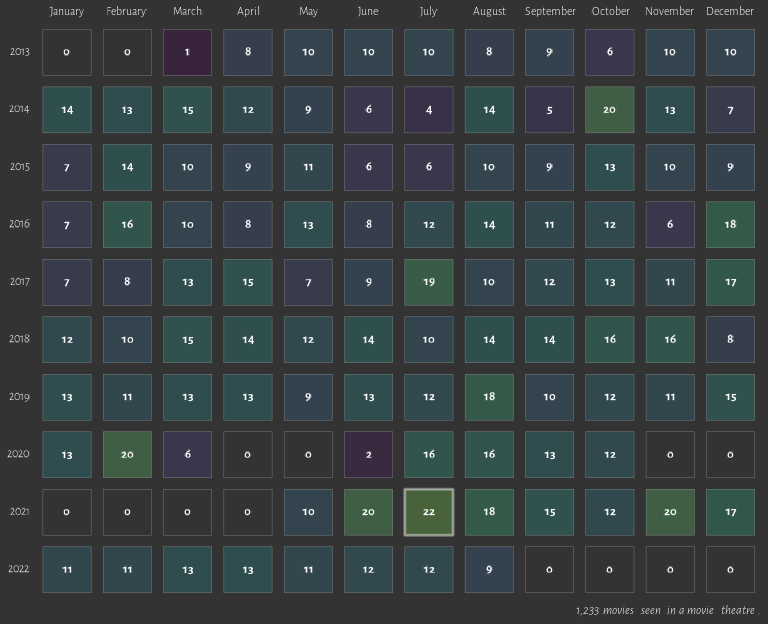 January February March April May June July August September October November December
2013 0 0 1 8 10 10 10 8 9 6 10 10
2014 14 13 15 12 9 6 4 14 5 20 13 7
2015 7 14 10 9 11 6 6 10 9 13 10 9
2016 7 16 10 8 13 8 12 14 11 12 6 18
2017 7 8 13 15 7 9 19 10 12 13 11 17
2018 12 10 15 14 12 14 10 14 14 16 16 8
2019 13 11 13 13 9 13 12 18 10 12 11 15
2020 13 20 6 0 0 2 16 16 13 12 0 0
2021 0 0 0 0 10 20 22 18 15 12 20 17
2022 11 11 13 13 11 12 12 9 0 0 0 0
1,233 movies seen in a movie theatre .